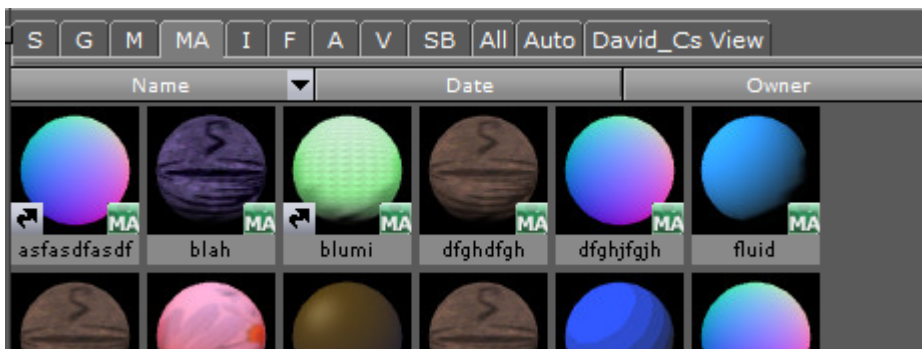 S G M MA I F A V SB All Auto David_Cs View
Name Date Owner
MA MA MA MA MA MA
asfasdfasdf blah blumi dfghdfgh dfghjfgjh fluid